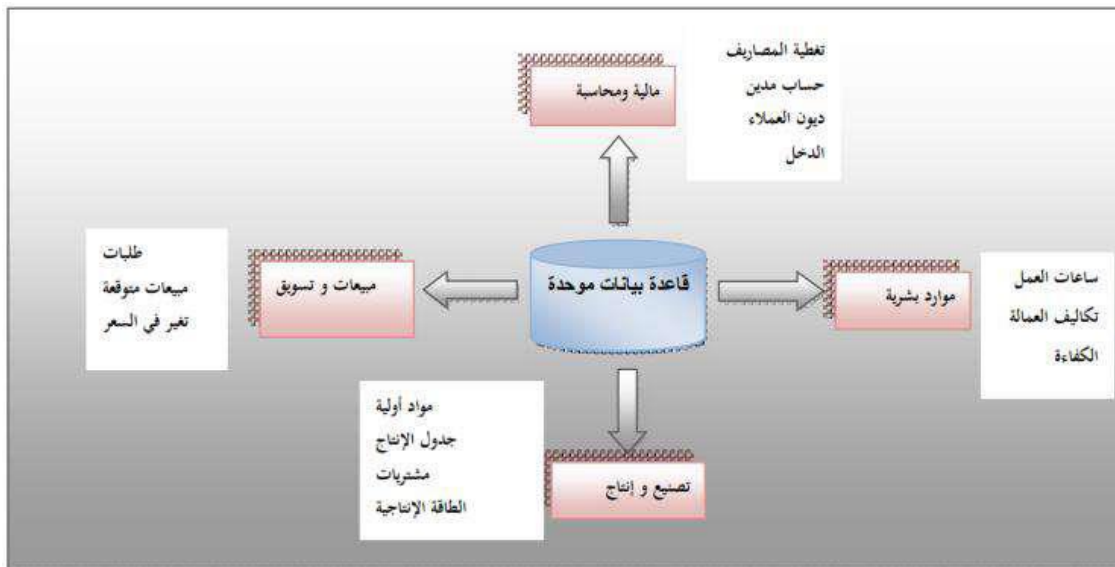 تغطية المصاريف
حساب مدين
ديون العملاء
الدخل
مالية ومحاسبة
ساعات العمل
تكاليف العمالة
الكفاءة
موارد بشرية
قاعدة بيانات موحدة
مبيعات و تسويق
طلبات
مبيعات متوقعة
تغير في السعر
تصنيع و إنتاج
مواد أولية
جدول الإنتاج
مشتريات
الطاقة الإنتاجية